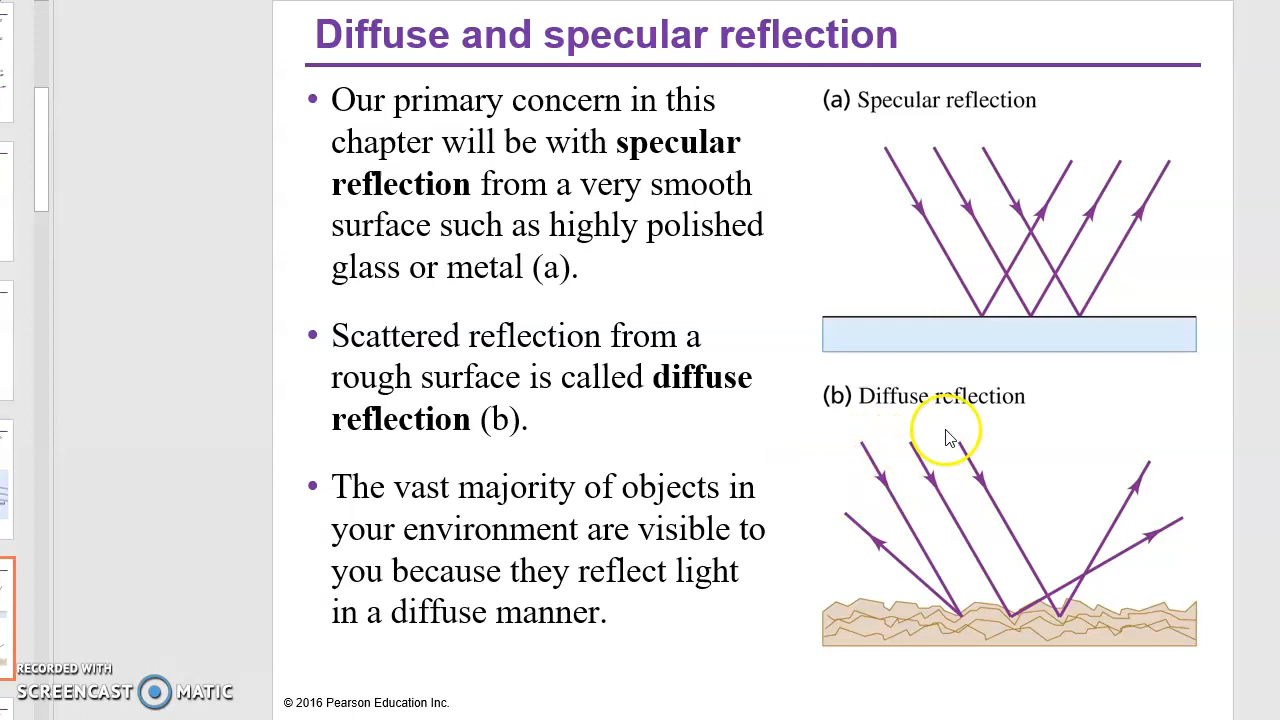 Diffuse and specular reflection
• Our primary concern in this
chapter will be with specular
reflection from a very smooth
surface such as highly polished
glass or metal (a).
• Scattered reflection from a
rough surface is called diffuse
reflection (b).
• The vast majority of objects in
your environment are visible to
you because they reflect light
in a diffuse manner.
(a) Specular reflection
(b) Diffuse reflection
RECORDED WITH
SCREENCAST MATIC
© 2016 Pearson Education Inc.